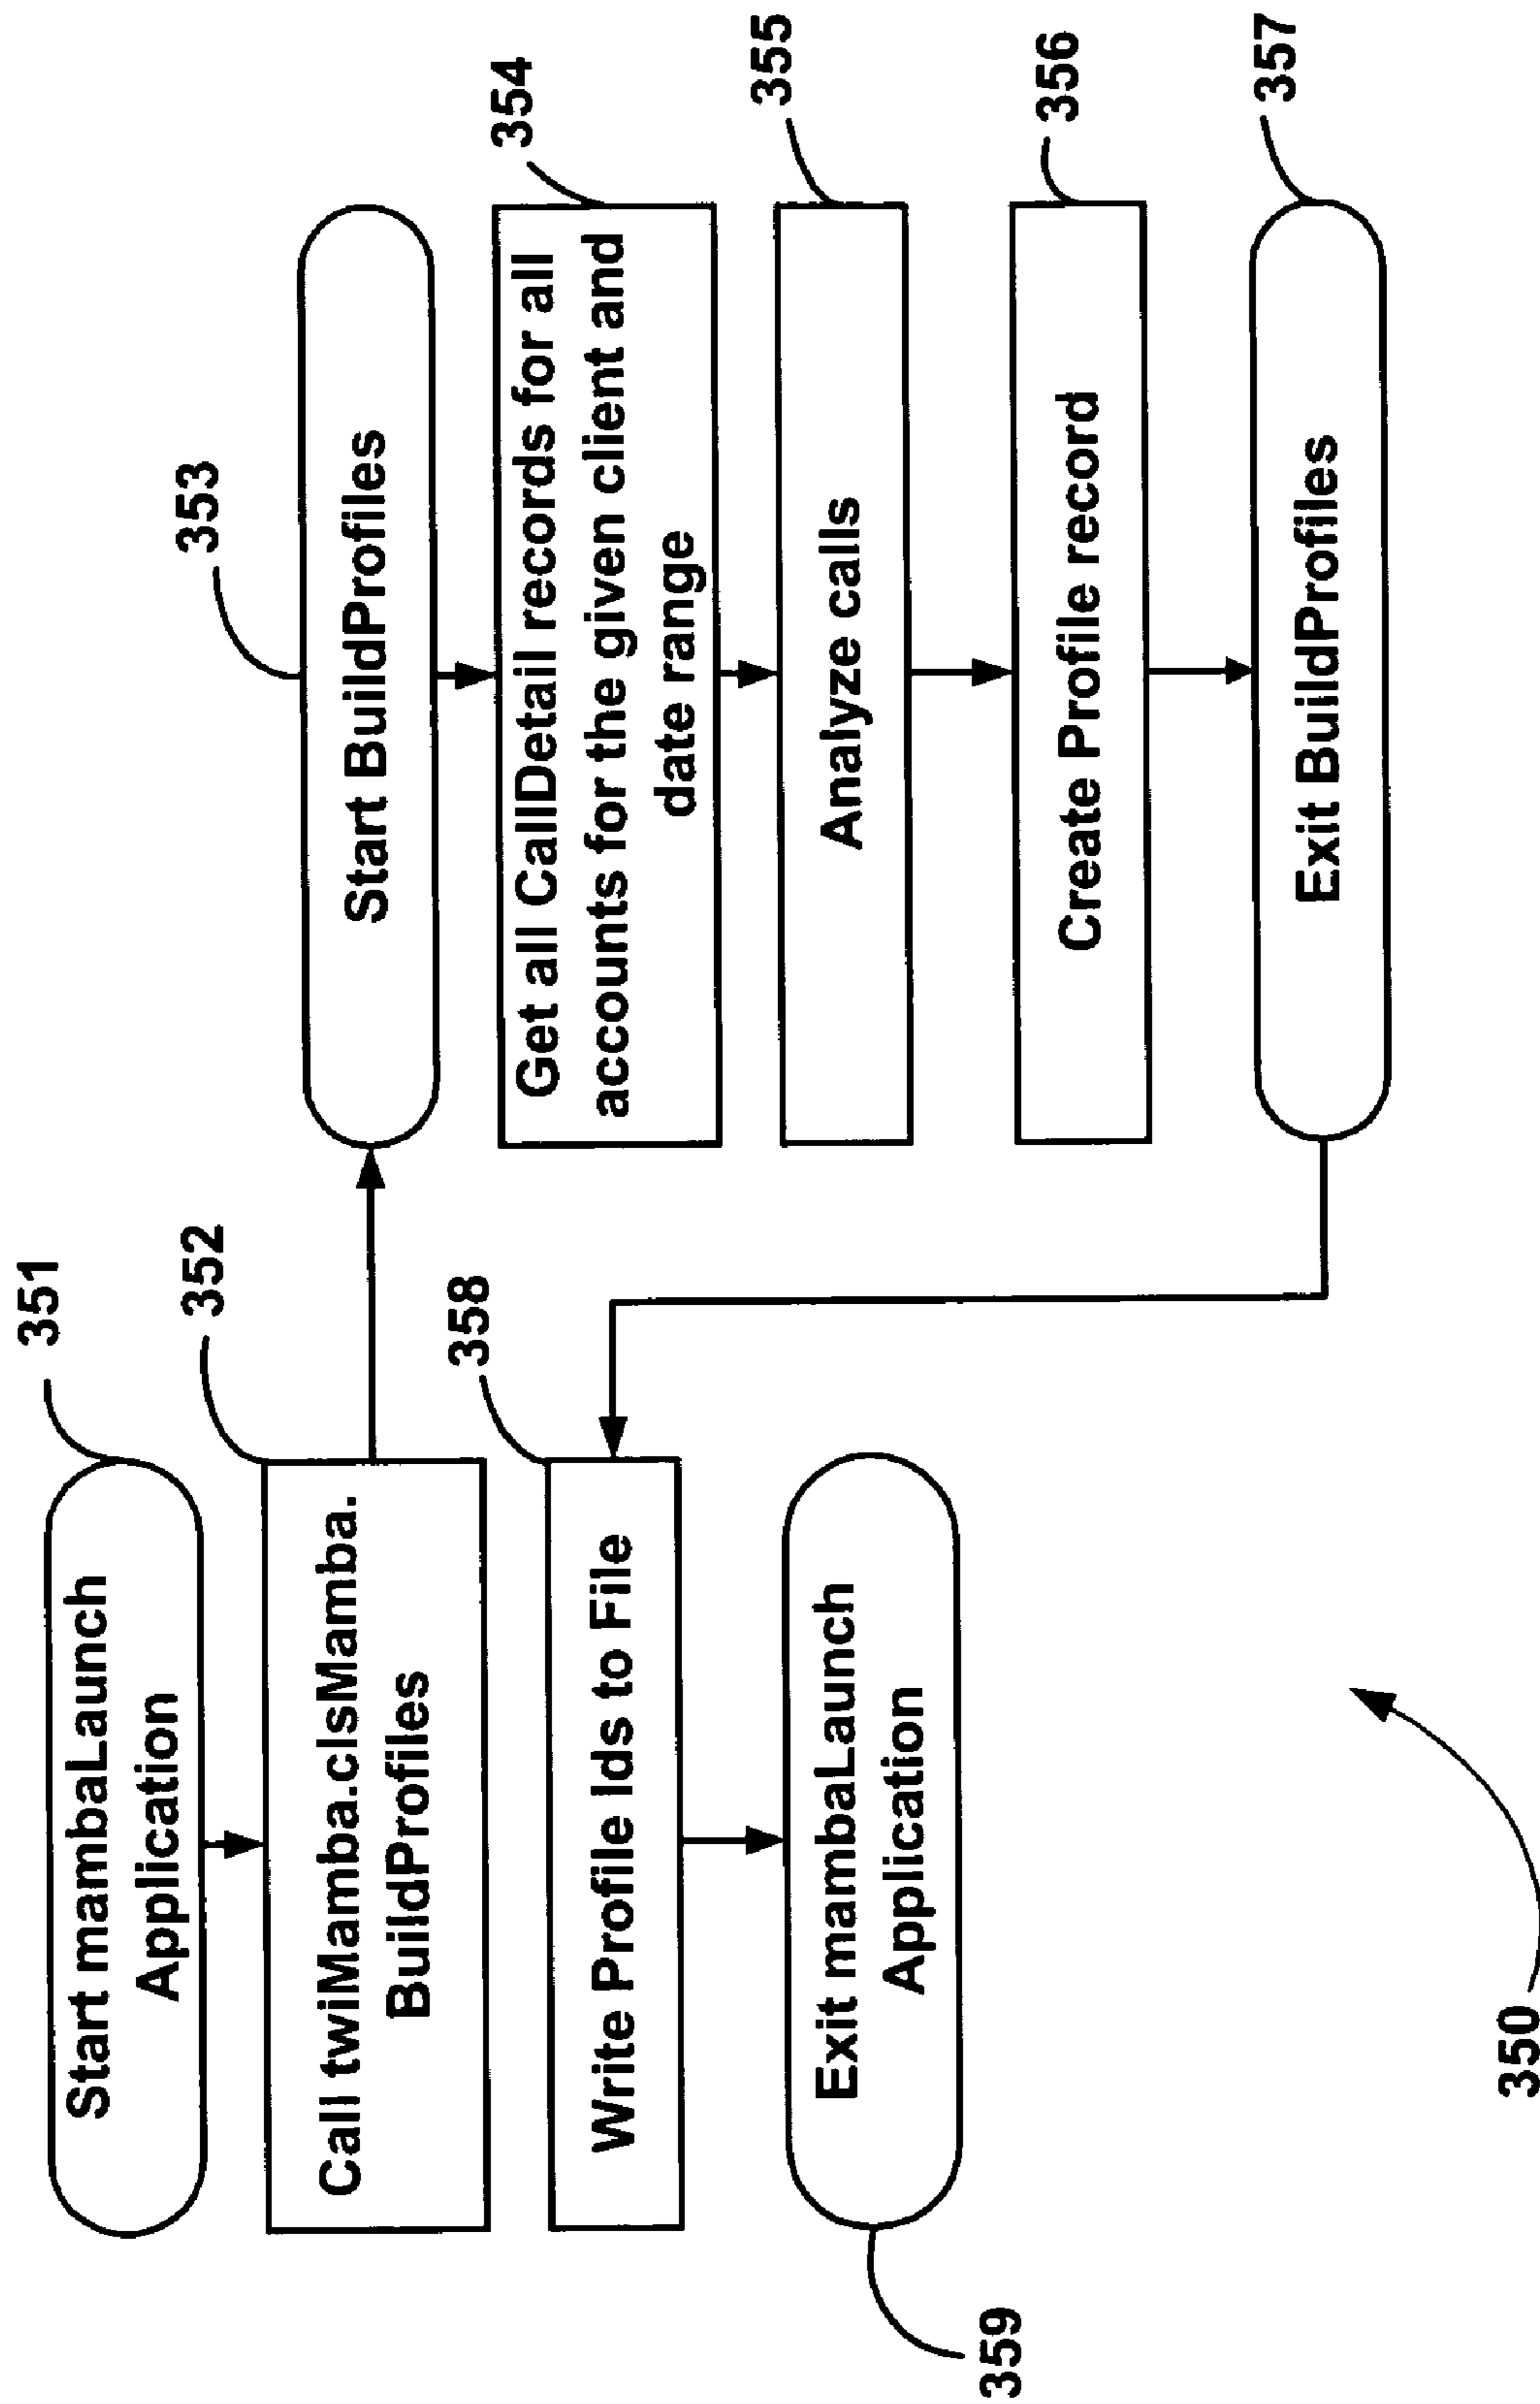 351
Start mambaLaunch
Application
352
Call twiMamba.clsMamba.
BuildProfiles
353
Start BuildProfiles
354
Get all CallDetail records for all
accounts for the given client and
date range
355
Analyze calls
356
Create Profile record
357
Exit BuildProfiles
358
Write Profile Ids to File
Exit mambaLaunch
Application
359
350